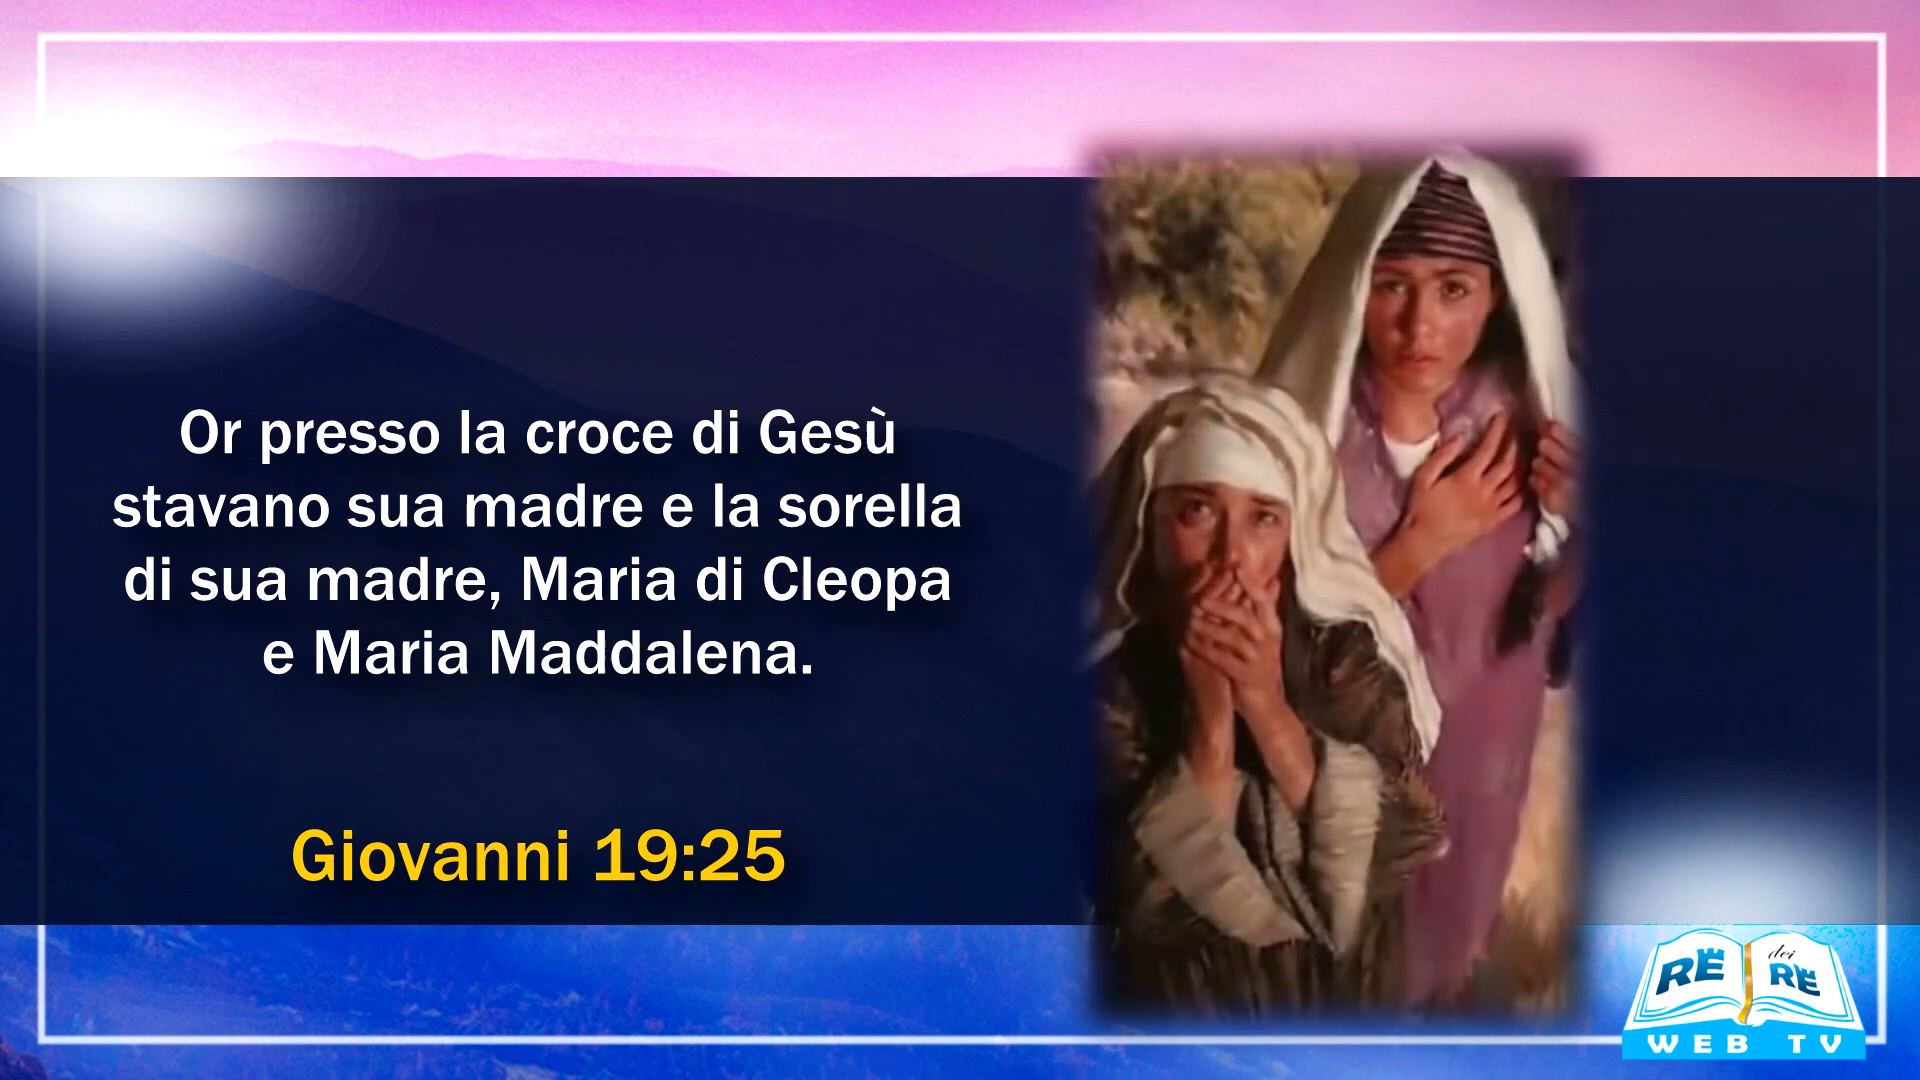 Or presso la croce di Gesù
stavano sua madre e la sorella
di sua madre, Maria di Cleopa
e Maria Maddalena.
Giovanni 19:25
RE dei RE
WEB TV